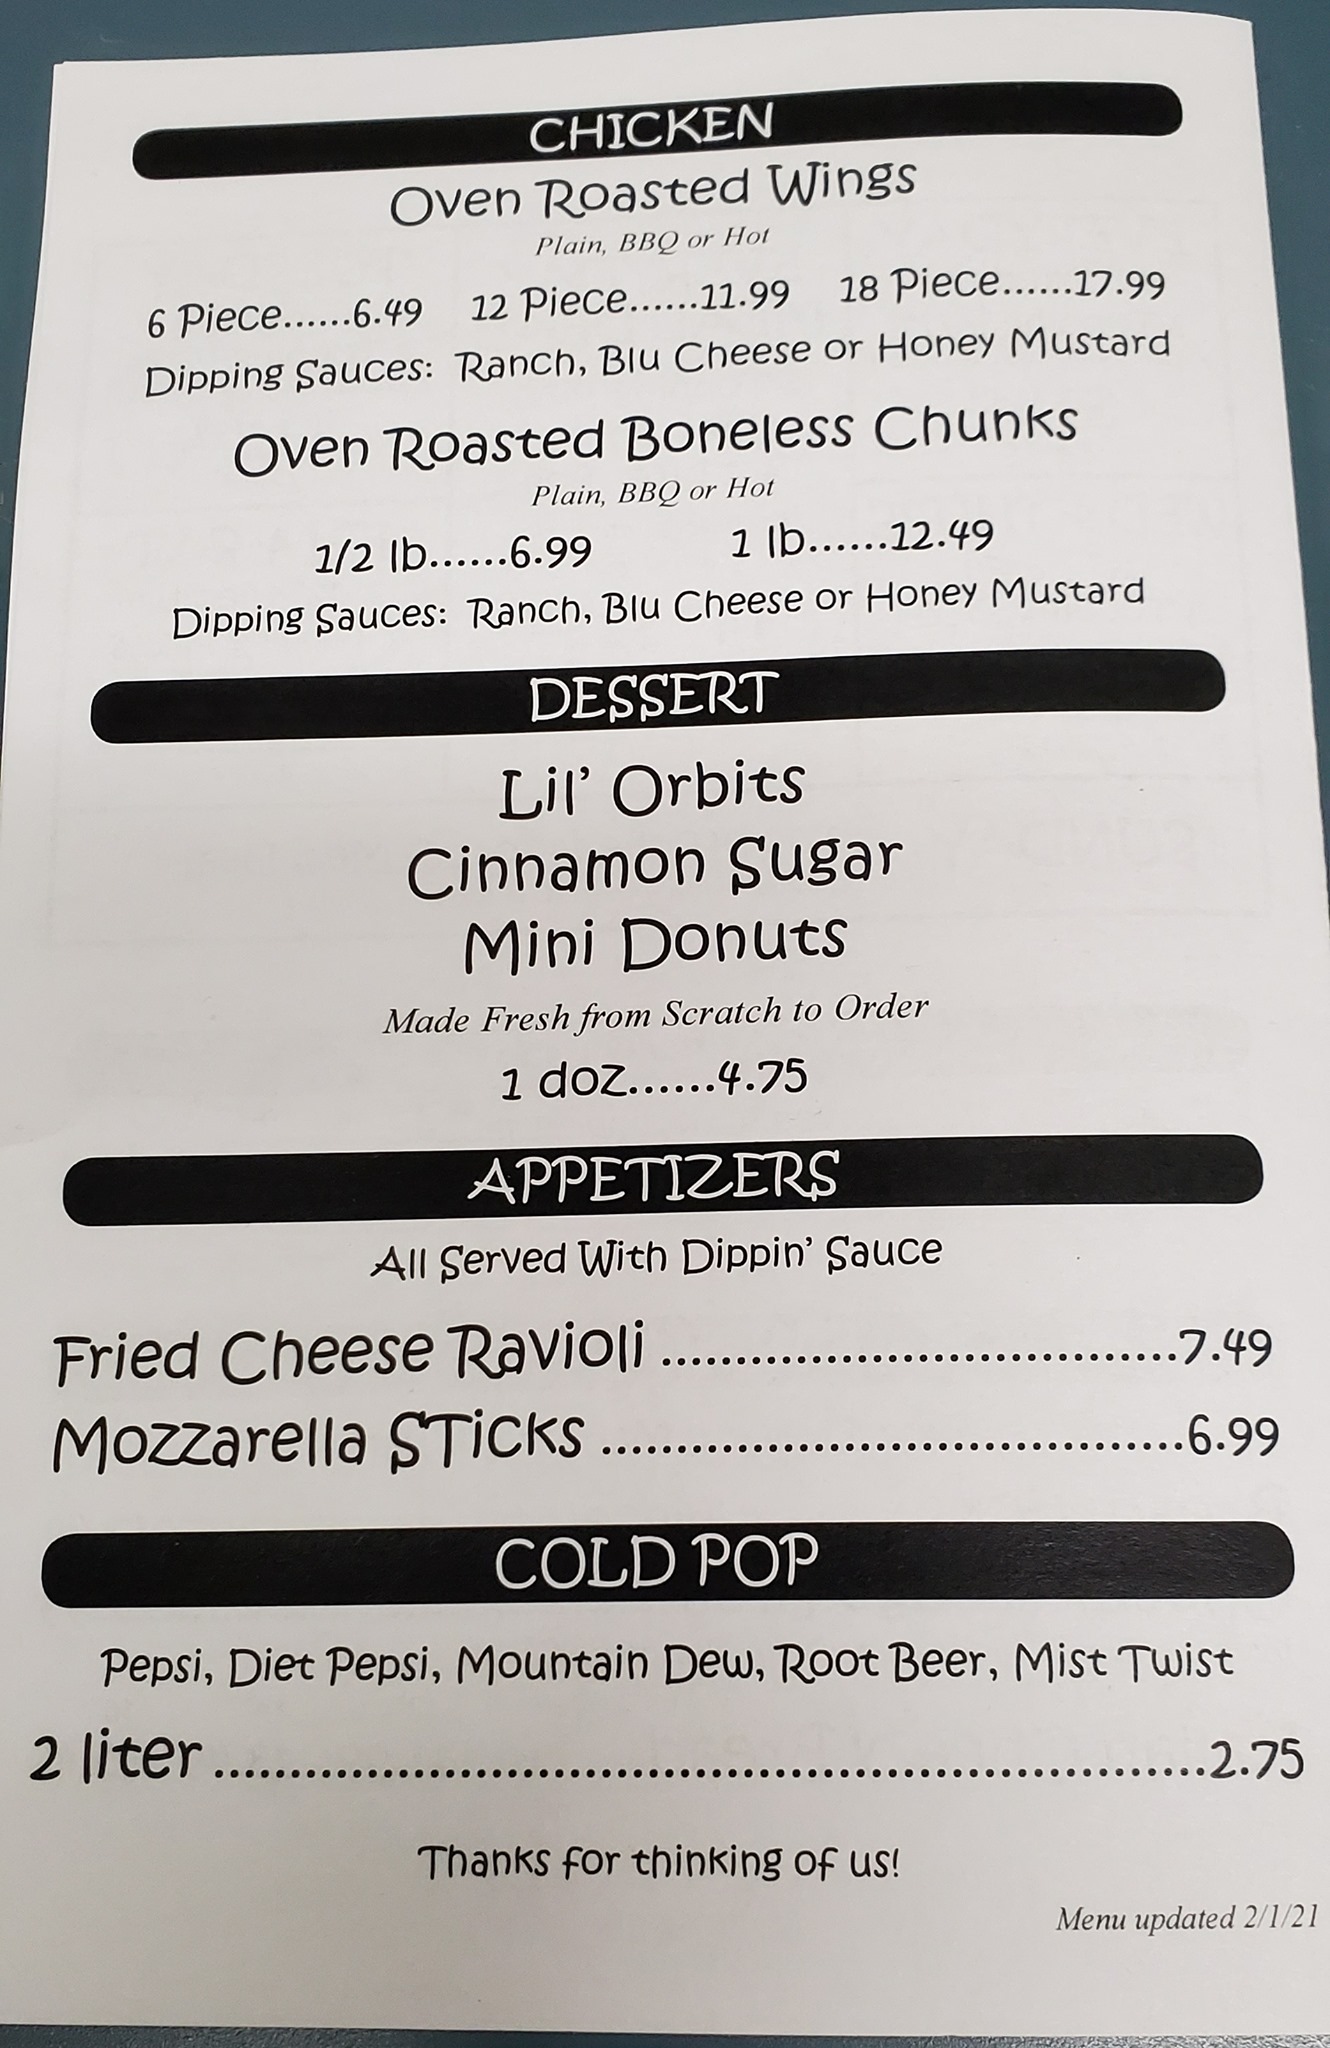 CHICKEN
Oven Roasted Wings
Plain, BBQ or Hot
6 Piece......6.49 12 Piece......11.99 18 Piece......17.99
Dipping Sauces: Ranch, Blu Cheese or Honey Mustard
Oven Roasted Boneless Chunks
Plain, BBQ or Hot
1/2 lb......6.99 1 lb......12.49
Dipping Sauces: Ranch, Blu Cheese or Honey Mustard
DESSERT
Lil' Orbits
Cinnamon Sugar
Mini Donuts
Made Fresh from Scratch to Order
1 doz......4.75
APPETIZERS
All Served With Dippin' Sauce
Fried Cheese Ravioli ...................................7.49
Mozzarella STicks .......................................6.99
COLD POP
Pepsi, Diet Pepsi, Mountain Dew, Root Beer, Mist Twist
2 liter ...................................................................2.75
Thanks for thinking of us!
Menu updated 2/1/21